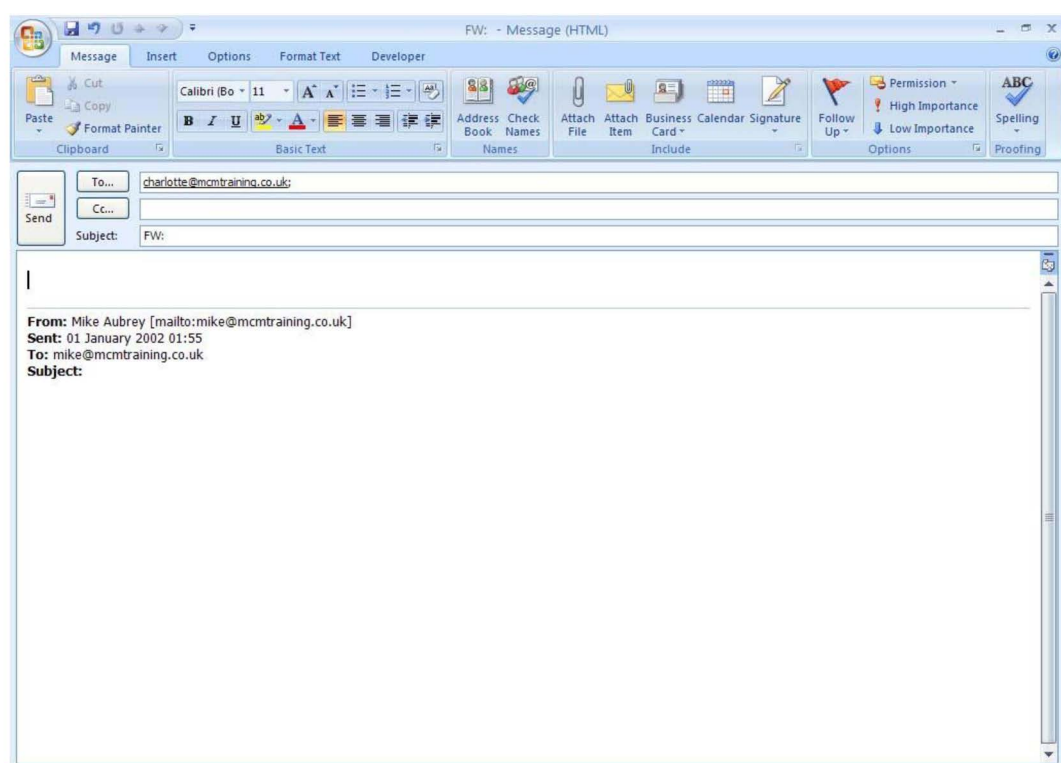 FW: - Message (HTML)
Message Insert Options Format Text Developer
Cut
Copy
Paste
Format Painter
Clipboard
Calibri (Bo 11 A A
B I U ab A
Basic Text
Address Book
Check Names
Names
Attach File
Attach Item
Business Card
Calendar
Signature
Include
Follow Up
Permission
High Importance
Low Importance
Options
ABC
Spelling
Proofing
Send
To... charlotte@mcmtraining.co.uk;
Cc...
Subject: FW:
From: Mike Aubrey [mailto:mike@mcmtraining.co.uk]
Sent: 01 January 2002 01:55
To: mike@mcmtraining.co.uk
Subject: